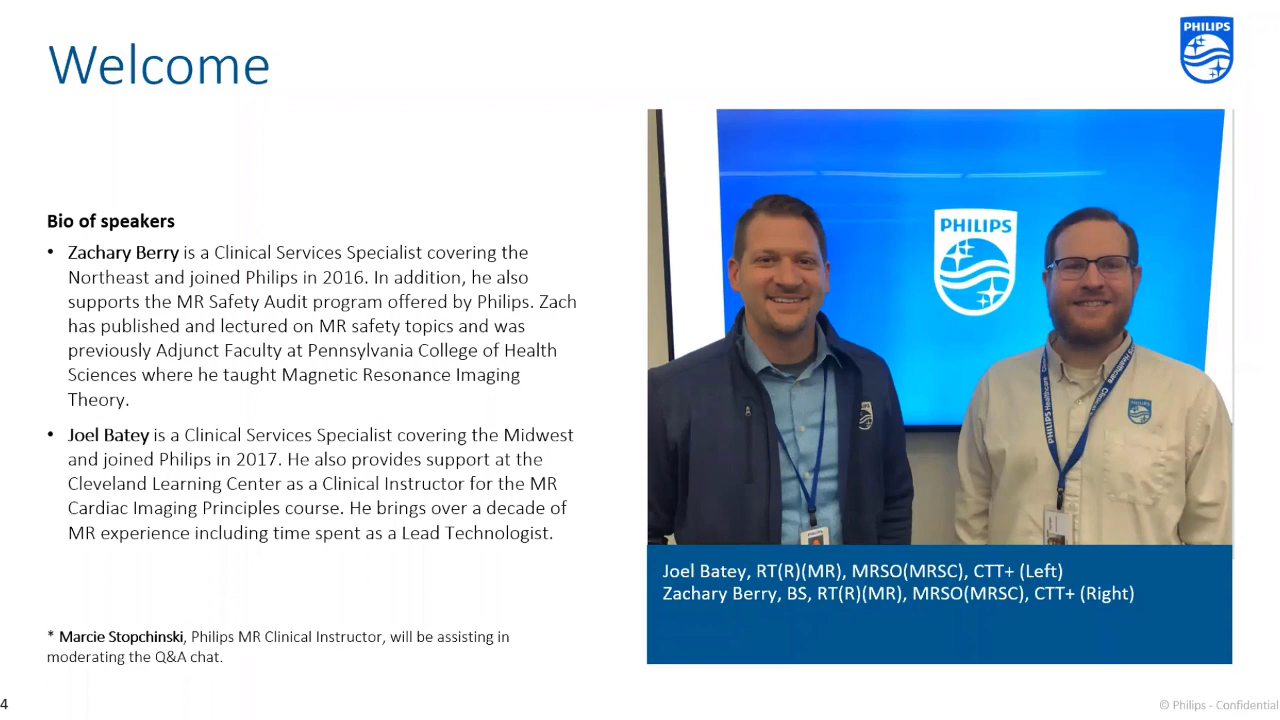 Welcome
PHILIPS
Bio of speakers
• Zachary Berry is a Clinical Services Specialist covering the
Northeast and joined Philips in 2016. In addition, he also
supports the MR Safety Audit program offered by Philips. Zach
has published and lectured on MR safety topics and was
previously Adjunct Faculty at Pennsylvania College of Health
Sciences where he taught Magnetic Resonance Imaging
Theory.
• Joel Batey is a Clinical Services Specialist covering the Midwest
and joined Philips in 2017. He also provides support at the
Cleveland Learning Center as a Clinical Instructor for the MR
Cardiac Imaging Principles course. He brings over a decade of
MR experience including time spent as a Lead Technologist.
* Marcie Stopchinski, Philips MR Clinical Instructor, will be assisting in
moderating the Q&A chat.
PHILIPS
Philips Healthcare
Joel Batey, RT(R)(MR), MRSO(MRSC), CTT+ (Left)
Zachary Berry, BS, RT(R)(MR), MRSO(MRSC), CTT+ (Right)
4
© Philips - Confidential